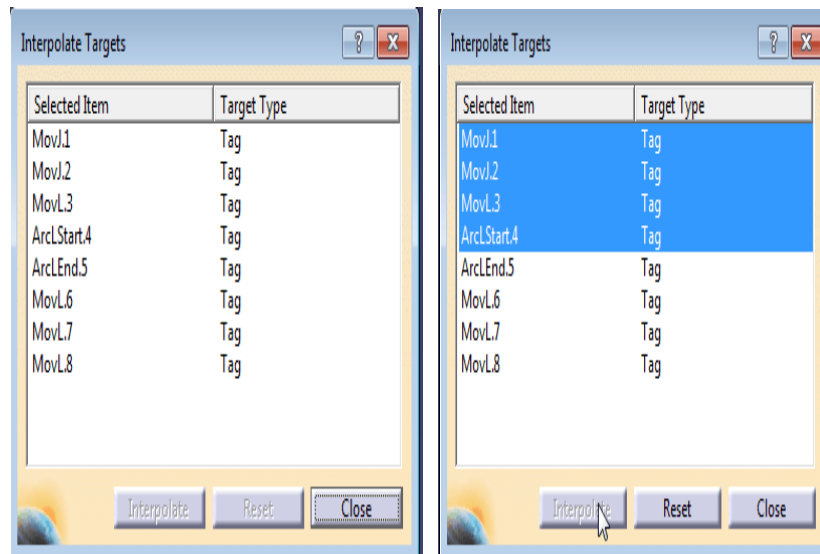 Interpolate Targets
Selected Item Target Type
MovJ.1 Tag
MovJ.2 Tag
MovL.3 Tag
ArcLStart.4 Tag
ArcLEnd.5 Tag
MovL.6 Tag
MovL.7 Tag
MovL.8 Tag
Interpolate Reset Close
Interpolate Targets
Selected Item Target Type
MovJ.1 Tag
MovJ.2 Tag
MovL.3 Tag
ArcLStart.4 Tag
ArcLEnd.5 Tag
MovL.6 Tag
MovL.7 Tag
MovL.8 Tag
Interpolate Reset Close